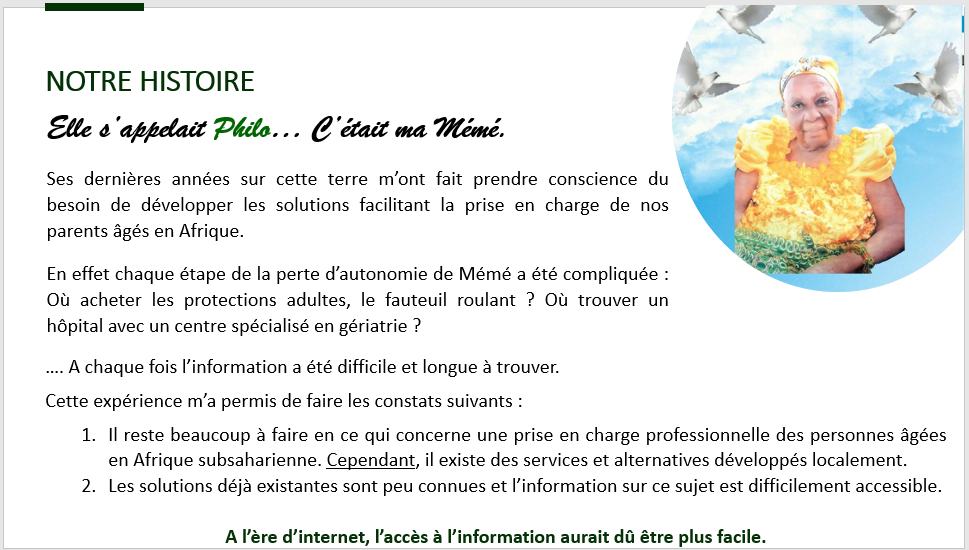 NOTRE HISTOIRE
Elle s'appelait Philo... C'était ma Mémé.
Ses dernières années sur cette terre m'ont fait prendre conscience du
besoin de développer les solutions facilitant la prise en charge de nos
parents âgés en Afrique.
En effet chaque étape de la perte d'autonomie de Mémé a été compliquée :
Où acheter les protections adultes, le fauteuil roulant ? Où trouver un
hôpital avec un centre spécialisé en gériatrie ?
…. A chaque fois l'information a été difficile et longue à trouver.
Cette expérience m'a permis de faire les constats suivants :
1. Il reste beaucoup à faire en ce qui concerne une prise en charge professionnelle des personnes âgées
en Afrique subsaharienne. Cependant, il existe des services et alternatives développés localement.
2. Les solutions déjà existantes sont peu connues et l'information sur ce sujet est difficilement accessible.
A l'ère d'internet, l'accès à l'information aurait dû être plus facile.